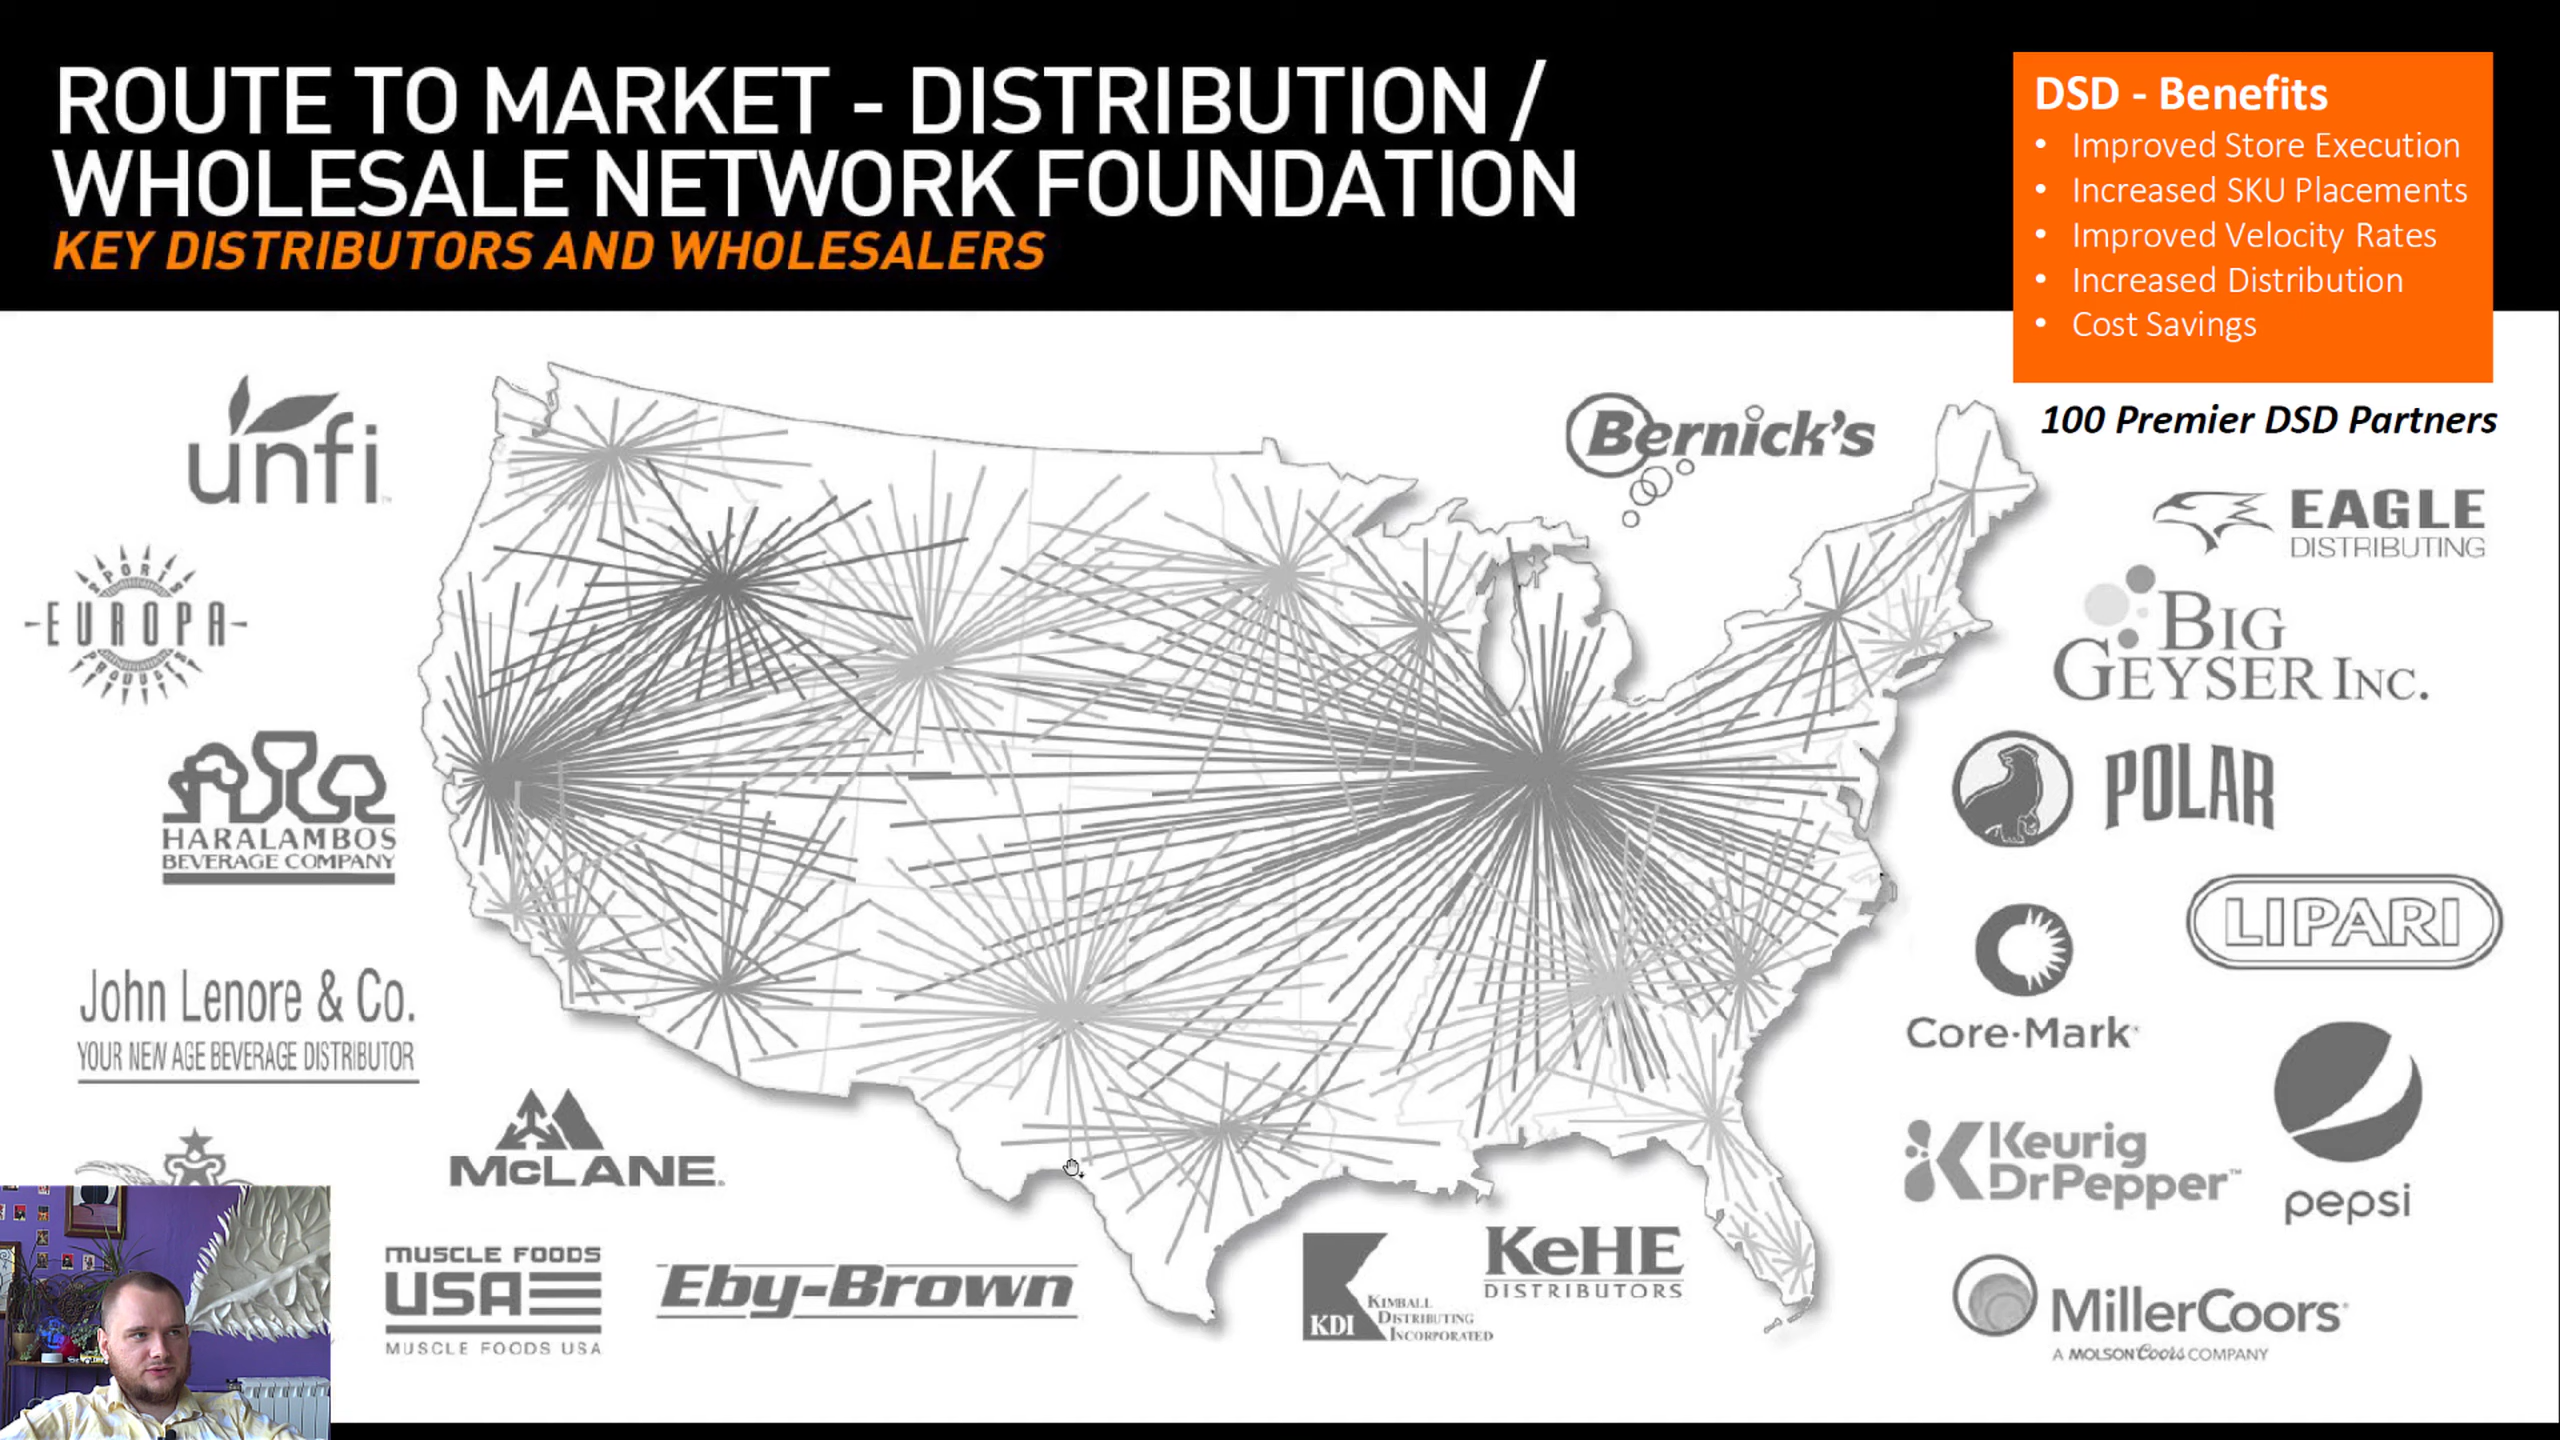 ROUTE TO MARKET - DISTRIBUTION /
WHOLESALE NETWORK FOUNDATION
KEY DISTRIBUTORS AND WHOLESALERS
DSD - Benefits
• Improved Store Execution
• Increased SKU Placements
• Improved Velocity Rates
• Increased Distribution
• Cost Savings
100 Premier DSD Partners
unfi
Bernick's
EAGLE
DISTRIBUTING
SPORTS
EUROPA
PRODUCTS
BIG
GEYSER INC.
HARALAMBOS
BEVERAGE COMPANY
POLAR
LIPARI
John Lenore & Co.
YOUR NEW AGE BEVERAGE DISTRIBUTOR
Core-Mark
McLANE
Keurig
DrPepper™
pepsi
MUSCLE FOODS
USA
MUSCLE FOODS USA
Eby-Brown
KDI
KIMBALL
DISTRIBUTING
INCORPORATED
KeHE
DISTRIBUTORS
MillerCoors
A MOLSON Coors COMPANY